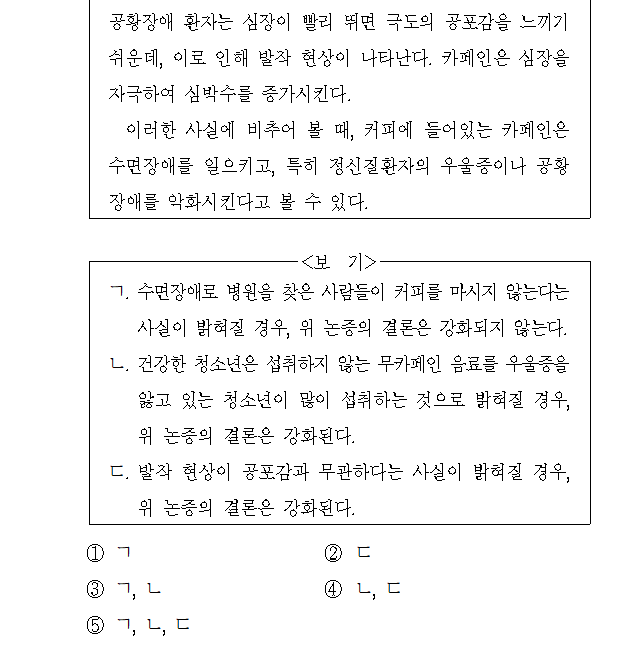 공황장애 환자는 심장이 빨리 뛰면 극도의 공포감을 느끼기
쉬운데, 이로 인해 발작 현상이 나타난다. 카페인은 심장을
자극하여 심박수를 증가시킨다.
이러한 사실에 비추어 볼 때, 커피에 들어있는 카페인은
수면장애를 일으키고, 특히 정신질환자의 우울증이나 공황
장애를 악화시킨다고 볼 수 있다.
<보 기>
ㄱ. 수면장애로 병원을 찾은 사람들이 커피를 마시지 않는다는
사실이 밝혀질 경우, 위 논증의 결론은 강화되지 않는다.
ㄴ. 건강한 청소년은 섭취하지 않는 무카페인 음료를 우울증을
앓고 있는 청소년이 많이 섭취하는 것으로 밝혀질 경우,
위 논증의 결론은 강화된다.
ㄷ. 발작 현상이 공포감과 무관하다는 사실이 밝혀질 경우,
위 논증의 결론은 강화된다.
① ㄱ ② ㄷ
③ ㄱ, ㄴ ④ ㄴ, ㄷ
⑤ ㄱ, ㄴ, ㄷ